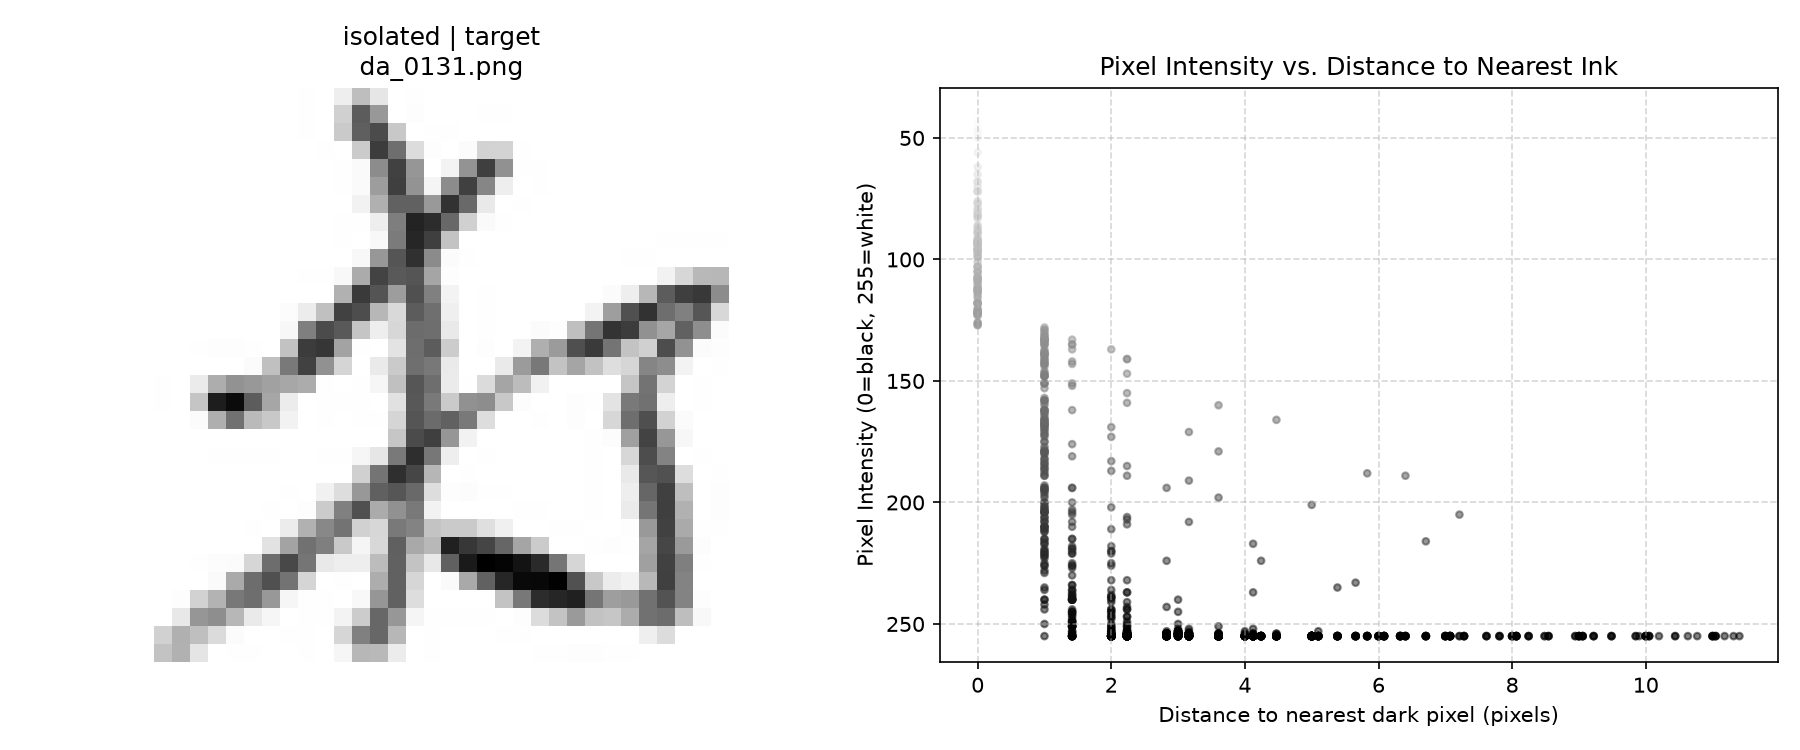 isolated | target
da_0131.png
Pixel Intensity vs. Distance to Nearest Ink
Pixel Intensity (0=black, 255=white)
50
100
150
200
250
0 2 4 6 8 10
Distance to nearest dark pixel (pixels)